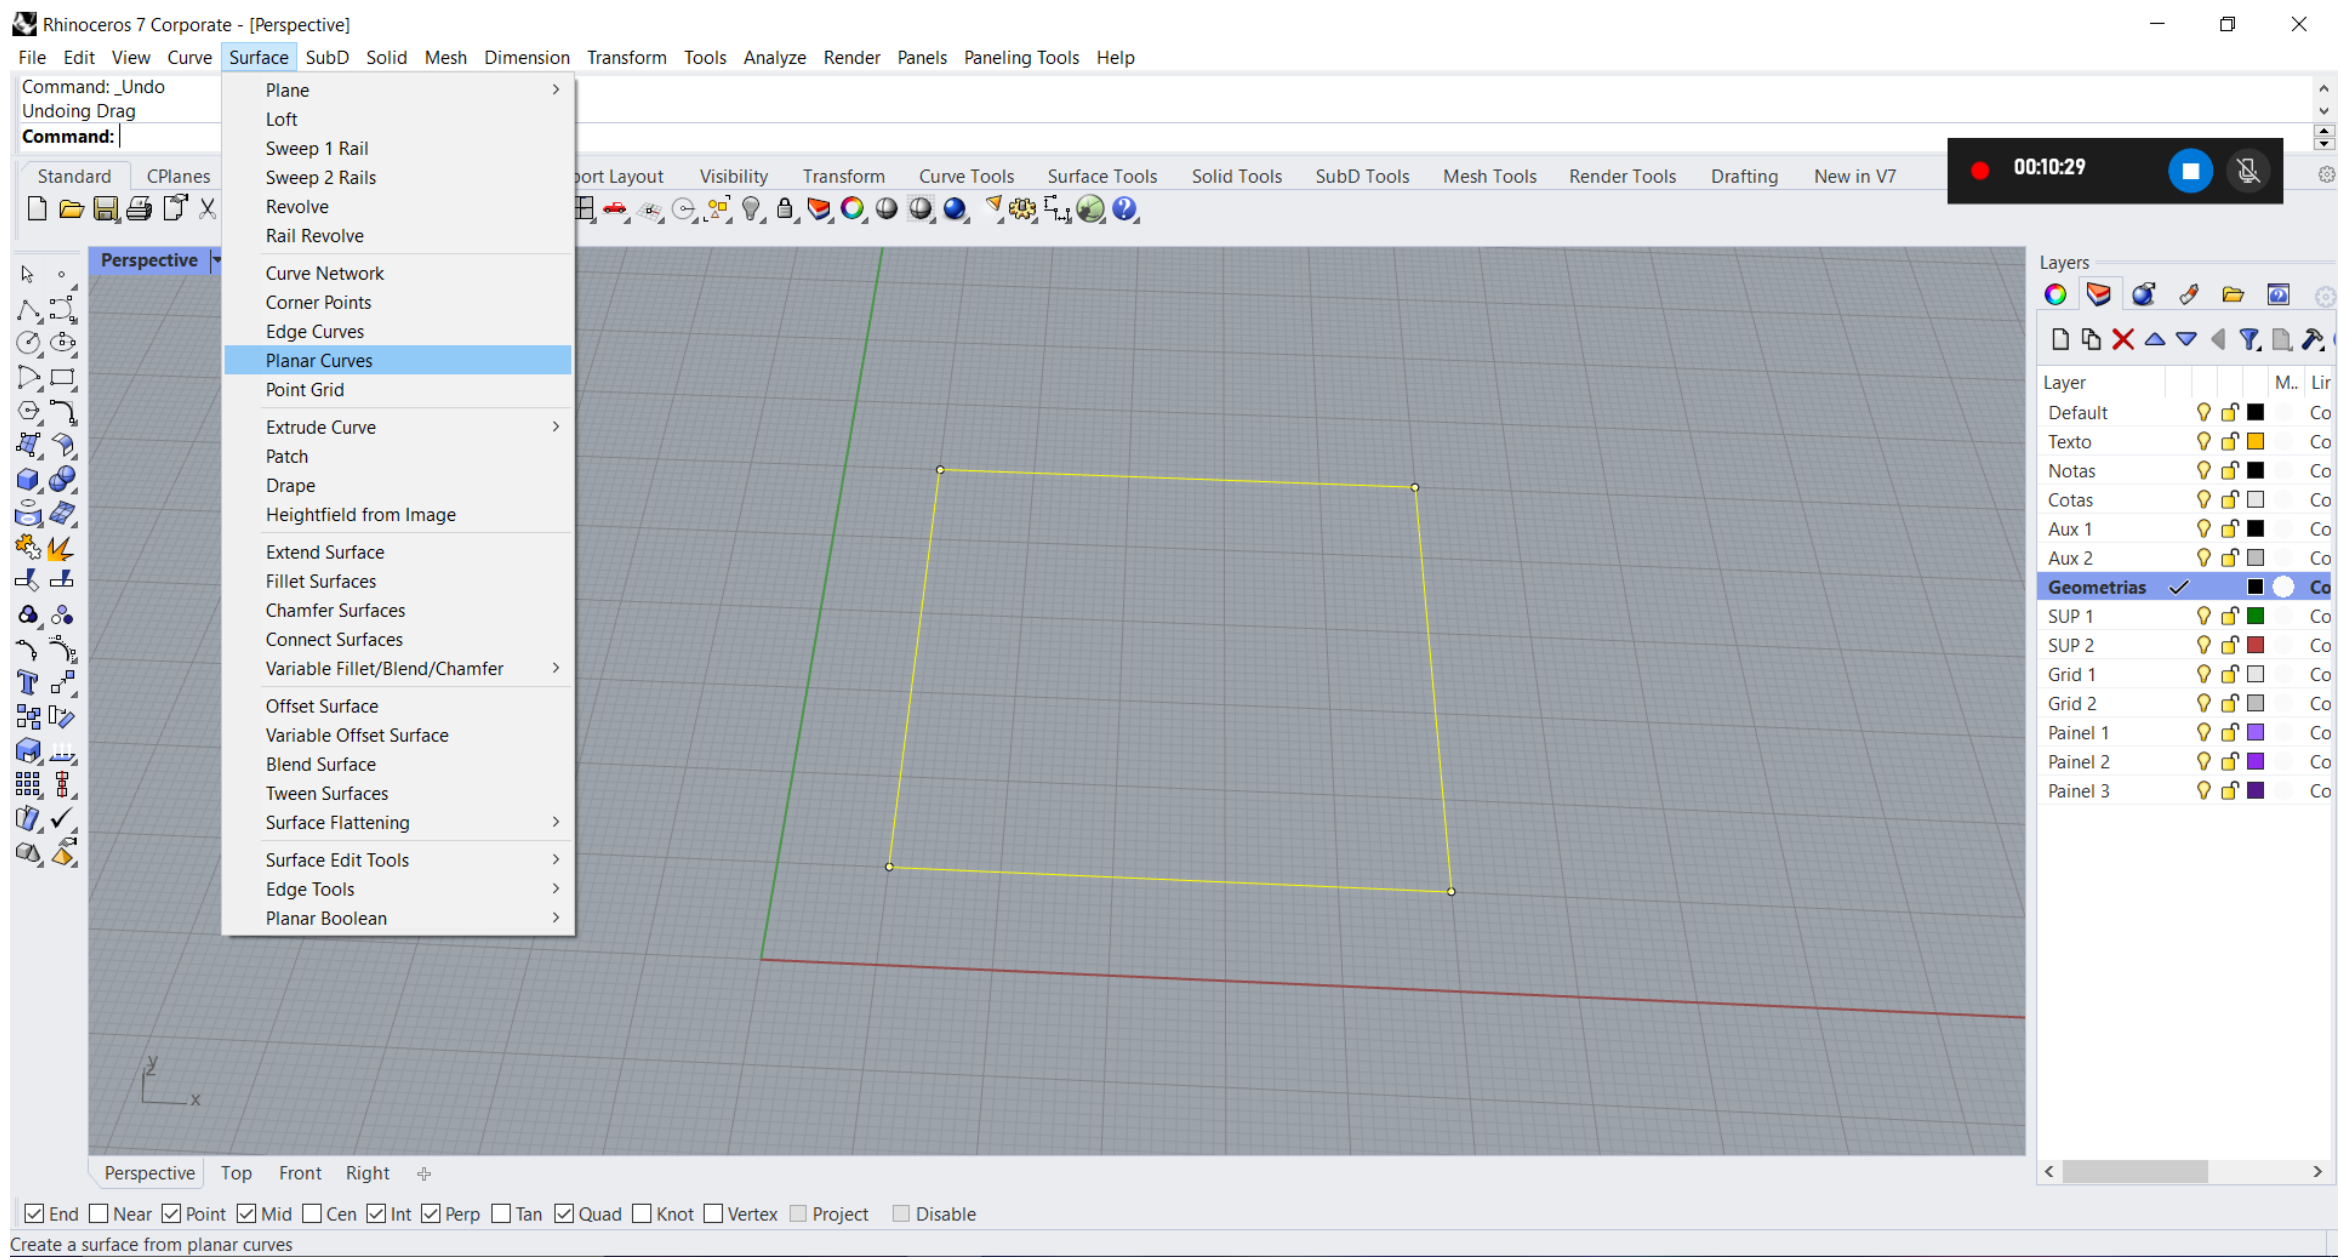 Rhinoceros 7 Corporate - [Perspective]
File Edit View Curve Surface SubD Solid Mesh Dimension Transform Tools Analyze Render Panels Paneling Tools Help
Command: _Undo
Undoing Drag
Command:
Standard CPlanes port Layout Visibility Transform Curve Tools Surface Tools Solid Tools SubD Tools Mesh Tools Render Tools Drafting New in V7
00:10:29
Plane
Loft
Sweep 1 Rail
Sweep 2 Rails
Revolve
Rail Revolve
Curve Network
Corner Points
Edge Curves
Planar Curves
Point Grid
Extrude Curve
Patch
Drape
Heightfield from Image
Extend Surface
Fillet Surfaces
Chamfer Surfaces
Connect Surfaces
Variable Fillet/Blend/Chamfer
Offset Surface
Variable Offset Surface
Blend Surface
Tween Surfaces
Surface Flattening
Surface Edit Tools
Edge Tools
Planar Boolean
Perspective
y
z
x
Layers
Layer M.. Lir
Default Co
Texto Co
Notas Co
Cotas Co
Aux 1 Co
Aux 2 Co
Geometrias Co
SUP 1 Co
SUP 2 Co
Grid 1 Co
Grid 2 Co
Painel 1 Co
Painel 2 Co
Painel 3 Co
Perspective Top Front Right
End Near Point Mid Cen Int Perp Tan Quad Knot Vertex Project Disable
Create a surface from planar curves